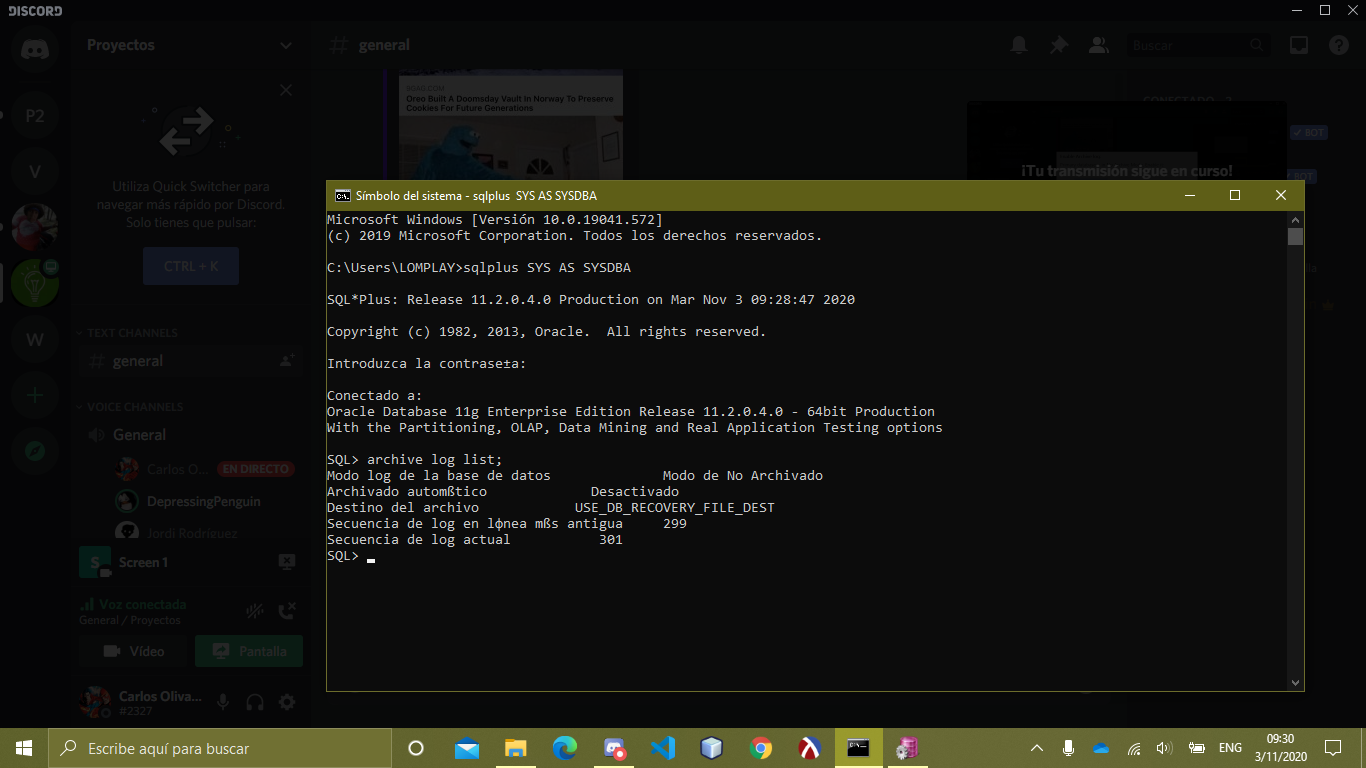 DISCORD
Proyectos
general
Buscar
P2
V
W
Utiliza Quick Switcher para
navegar más rápido por Discord.
Solo tienes que pulsar:
CTRL + K
Oreo Built A Doomsday Vault In Norway To Preserve
Cookies For Future Generations
CONECTADO
BOT
BOT
¡Tu transmisión sigue en curso!
TEXT CHANNELS
general
VOICE CHANNELS
General
Carlos O...
EN DIRECTO
DepressingPenguin
Jordi Rodríguez
S
Screen 1
Voz conectada
General / Proyectos
Vídeo
Pantalla
Carlos Oliva...
#2327
Símbolo del sistema - sqlplus  SYS AS SYSDBA
Microsoft Windows [Versión 10.0.19041.572]
(c) 2019 Microsoft Corporation. Todos los derechos reservados.
C:\Users\LOMPLAY>sqlplus SYS AS SYSDBA
SQL*Plus: Release 11.2.0.4.0 Production on Mar Nov 3 09:28:47 2020
Copyright (c) 1982, 2013, Oracle.  All rights reserved.
Introduzca la contrase±a:
Conectado a:
Oracle Database 11g Enterprise Edition Release 11.2.0.4.0 - 64bit Production
With the Partitioning, OLAP, Data Mining and Real Application Testing options
SQL> archive log list;
Modo log de la base de datos              Modo de No Archivado
Archivado automßtico             Desactivado
Destino del archivo            USE_DB_RECOVERY_FILE_DEST
Secuencia de log en lφnea mßs antigua     299
Secuencia de log actual           301
SQL>
Escribe aquí para buscar
ENG
09:30
3/11/2020